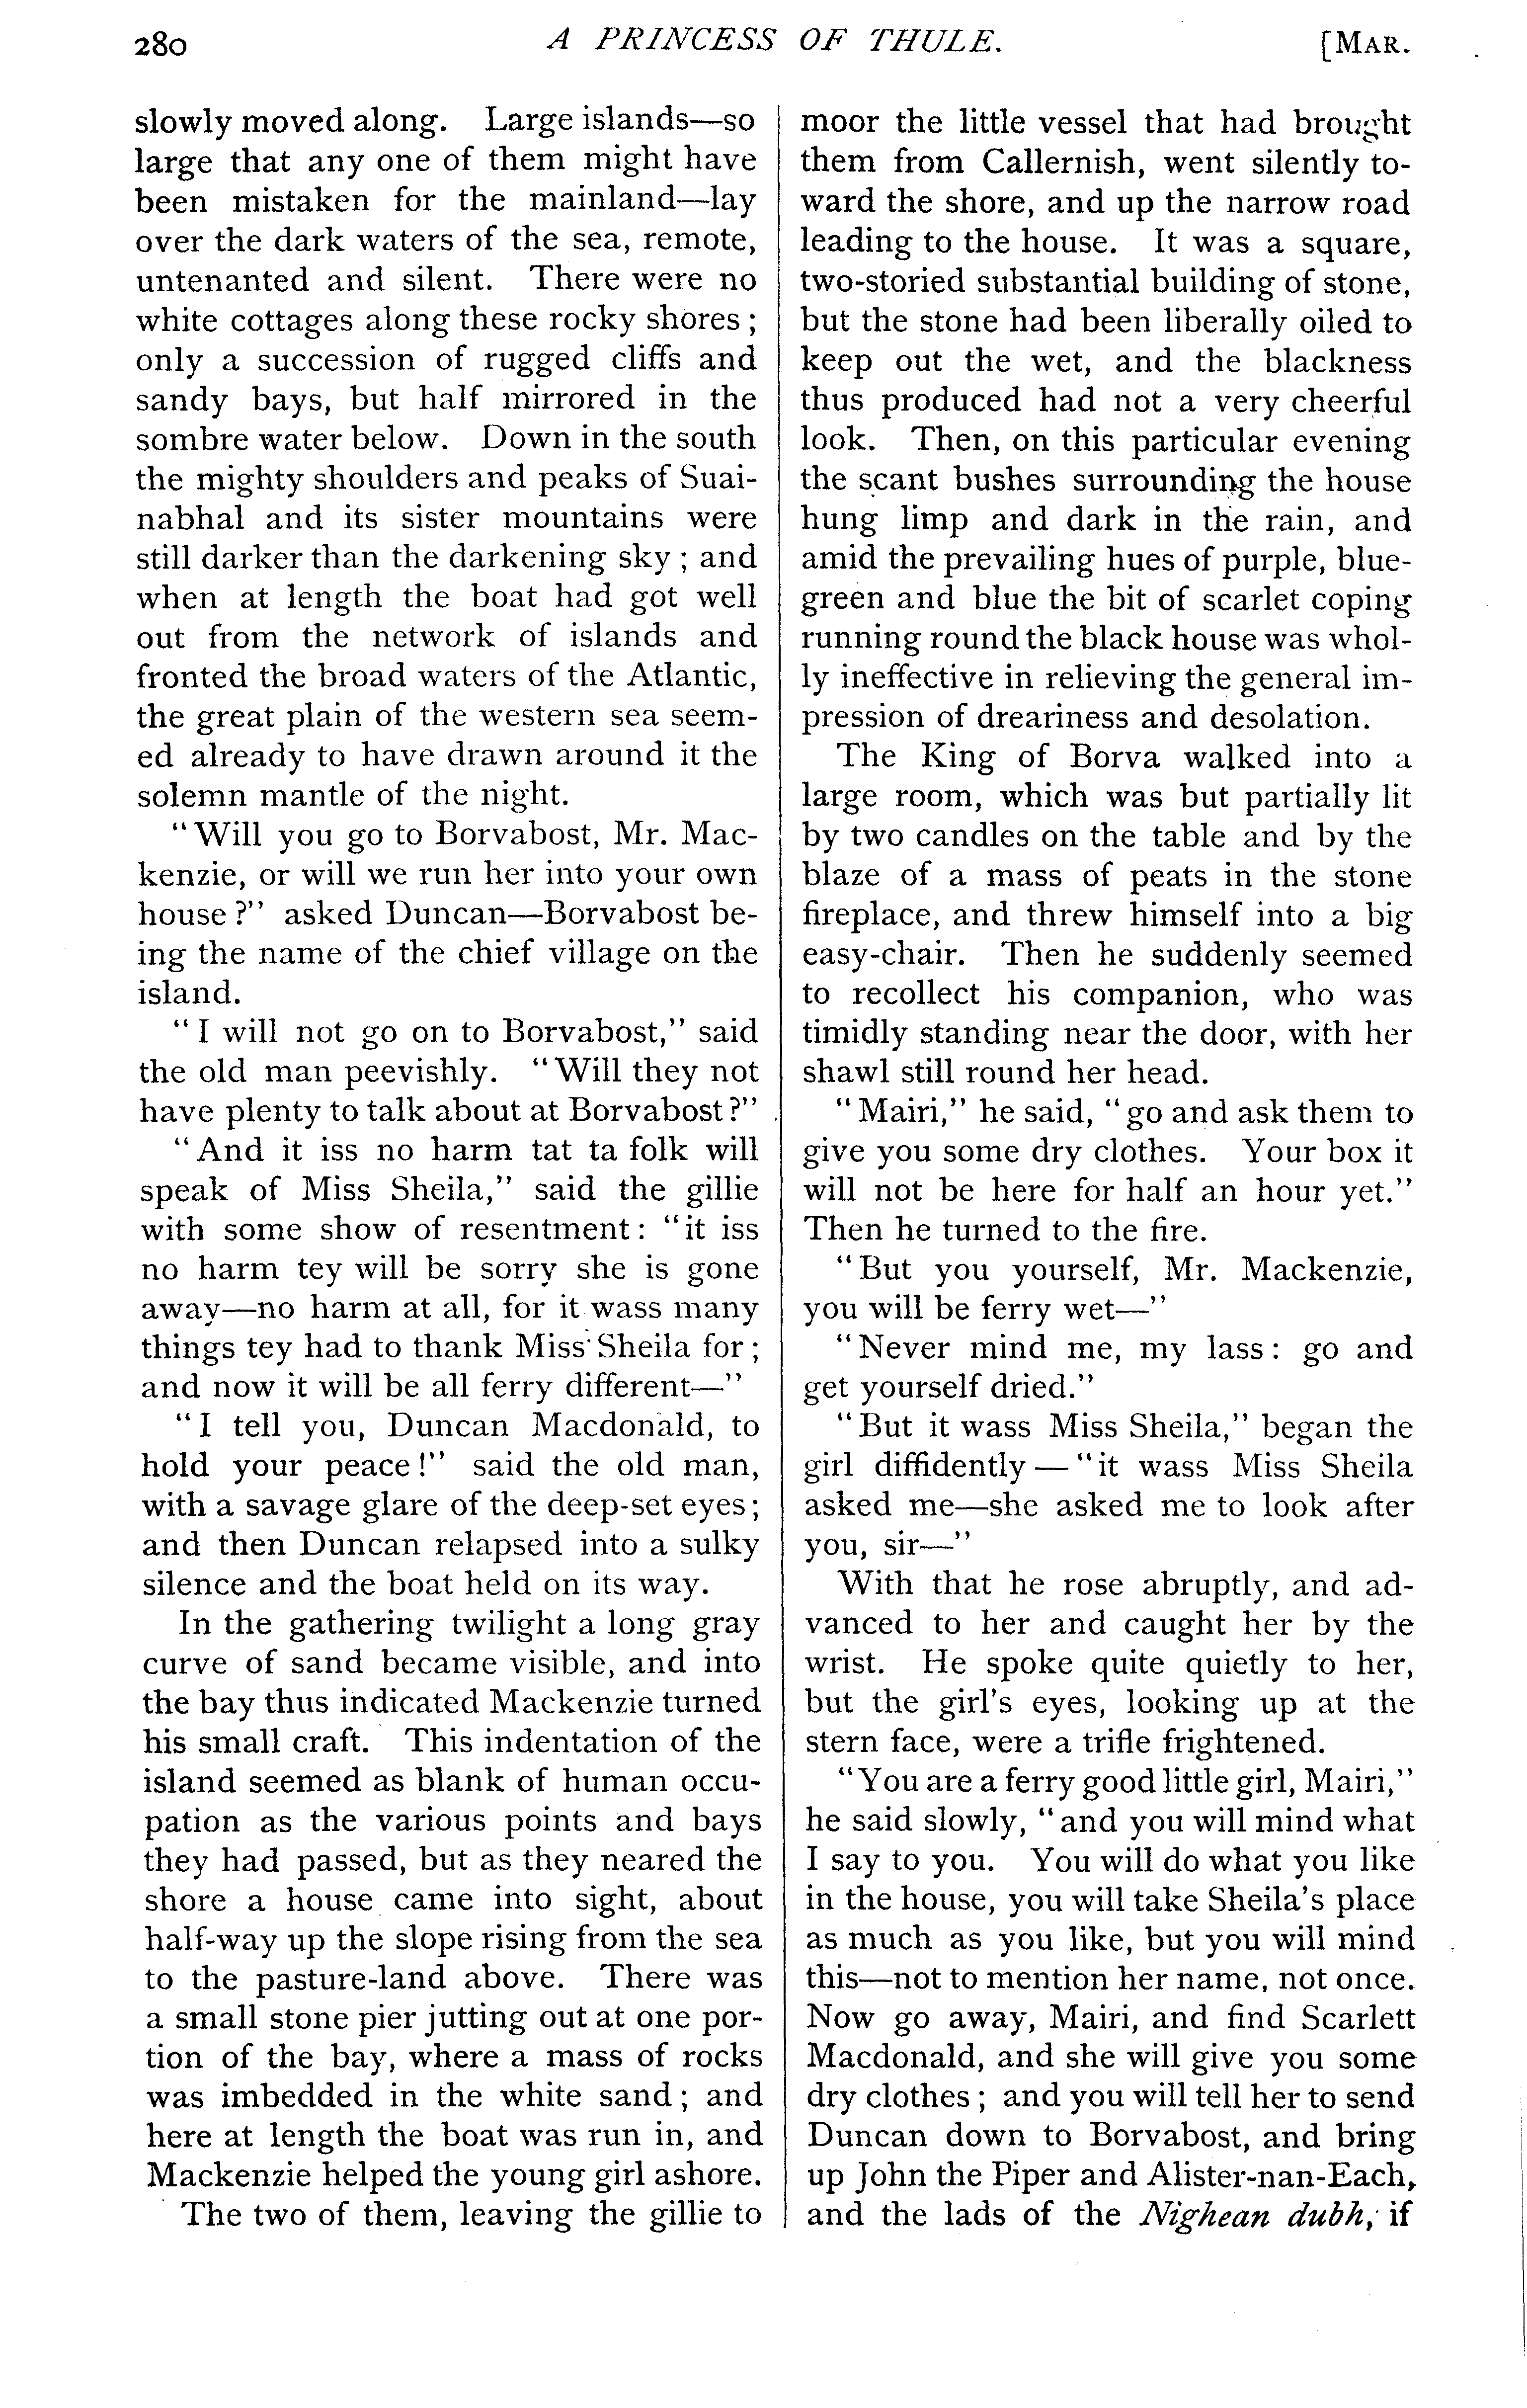 280 A PRINCESS OF THULE. [MAR.
slowly moved along. Large islands—so
large that any one of them might have
been mistaken for the mainland—lay
over the dark waters of the sea, remote,
untenanted and silent. There were no
white cottages along these rocky shores ;
only a succession of rugged cliffs and
sandy bays, but half mirrored in the
sombre water below. Down in the south
the mighty shoulders and peaks of Suai-
nabhal and its sister mountains were
still darker than the darkening sky ; and
when at length the boat had got well
out from the network of islands and
fronted the broad waters of the Atlantic,
the great plain of the western sea seem-
ed already to have drawn around it the
solemn mantle of the night.
"Will you go to Borvabost, Mr. Mac-
kenzie, or will we run her into your own
house ?" asked Duncan—Borvabost be-
ing the name of the chief village on the
island.
"I will not go on to Borvabost," said
the old man peevishly. "Will they not
have plenty to talk about at Borvabost ?"
"And it iss no harm tat ta folk will
speak of Miss Sheila," said the gillie
with some show of resentment : "it iss
no harm tey will be sorry she is gone
away—no harm at all, for it wass many
things tey had to thank Miss Sheila for ;
and now it will be all ferry different—"
"I tell you, Duncan Macdonald, to
hold your peace !" said the old man,
with a savage glare of the deep-set eyes ;
and then Duncan relapsed into a sulky
silence and the boat held on its way.
In the gathering twilight a long gray
curve of sand became visible, and into
the bay thus indicated Mackenzie turned
his small craft. This indentation of the
island seemed as blank of human occu-
pation as the various points and bays
they had passed, but as they neared the
shore a house came into sight, about
half-way up the slope rising from the sea
to the pasture-land above. There was
a small stone pier jutting out at one por-
tion of the bay, where a mass of rocks
was imbedded in the white sand ; and
here at length the boat was run in, and
Mackenzie helped the young girl ashore.
The two of them, leaving the gillie to
moor the little vessel that had brought
them from Callernish, went silently to-
ward the shore, and up the narrow road
leading to the house. It was a square,
two-storied substantial building of stone,
but the stone had been liberally oiled to
keep out the wet, and the blackness
thus produced had not a very cheerful
look. Then, on this particular evening
the scant bushes surrounding the house
hung limp and dark in the rain, and
amid the prevailing hues of purple, blue-
green and blue the bit of scarlet coping
running round the black house was whol-
ly ineffective in relieving the general im-
pression of dreariness and desolation.
The King of Borva walked into a
large room, which was but partially lit
by two candles on the table and by the
blaze of a mass of peats in the stone
fireplace, and threw himself into a big
easy-chair. Then he suddenly seemed
to recollect his companion, who was
timidly standing near the door, with her
shawl still round her head.
"Mairi," he said, "go and ask them to
give you some dry clothes. Your box it
will not be here for half an hour yet."
Then he turned to the fire.
"But you yourself, Mr. Mackenzie,
you will be ferry wet—"
"Never mind me, my lass : go and
get yourself dried."
"But it wass Miss Sheila," began the
girl diffidently — "it wass Miss Sheila
asked me—she asked me to look after
you, sir—"
With that he rose abruptly, and ad-
vanced to her and caught her by the
wrist. He spoke quite quietly to her,
but the girl's eyes, looking up at the
stern face, were a trifle frightened.
"You are a ferry good little girl, Mairi,"
he said slowly, "and you will mind what
I say to you. You will do what you like
in the house, you will take Sheila's place
as much as you like, but you will mind
this—not to mention her name, not once.
Now go away, Mairi, and find Scarlett
Macdonald, and she will give you some
dry clothes ; and you will tell her to send
Duncan down to Borvabost, and bring
up John the Piper and Alister-nan-Each,
and the lads of the Nighean dubh, if